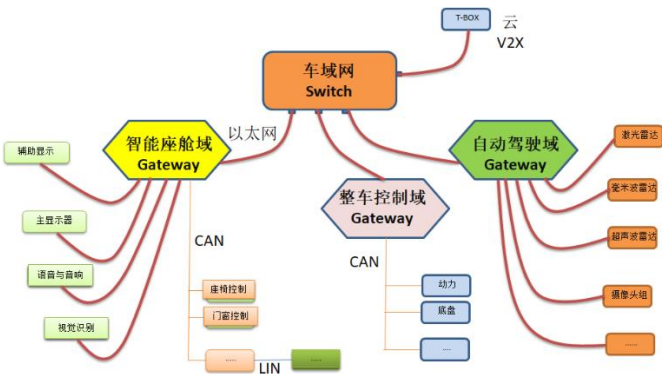 T-BOX
云
V2X
车域网
Switch
以太网
智能座舱域
Gateway
自动驾驶域
Gateway
整车控制域
Gateway
辅助显示
主显示器
语音与音响
视觉识别
CAN
座椅控制
门窗控制
......
LIN
......
CAN
动力
底盘
....
激光雷达
毫米波雷达
超声波雷达
摄像头组
......